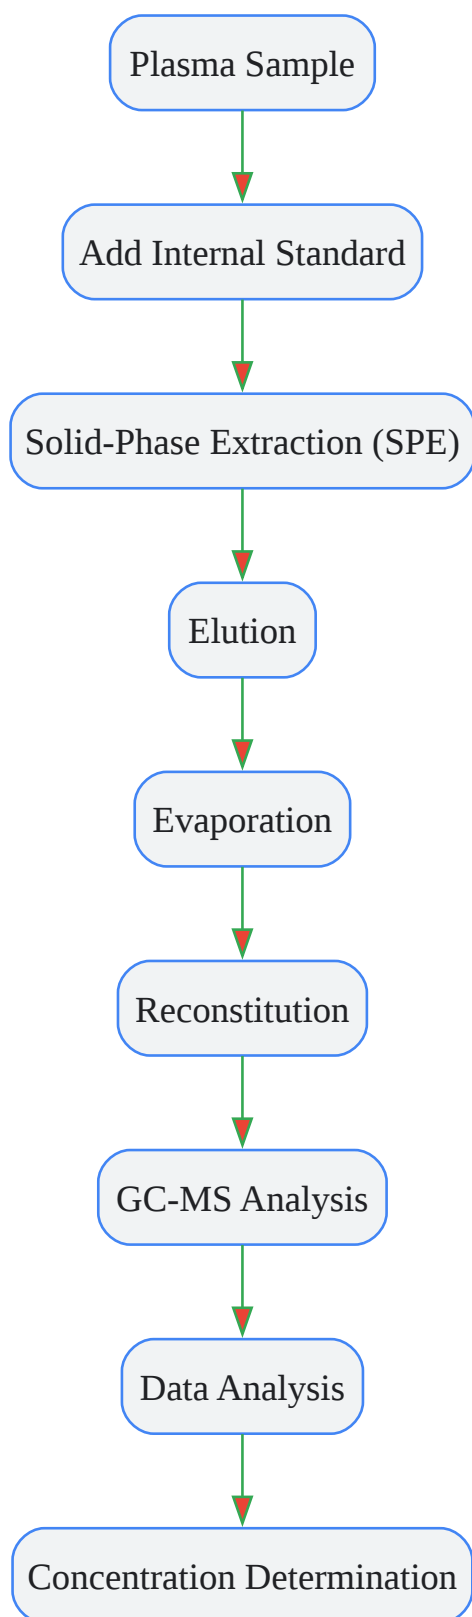 Plasma Sample
Add Internal Standard
Solid-Phase Extraction (SPE)
Elution
Evaporation
Reconstitution
GC-MS Analysis
Data Analysis
Concentration Determination